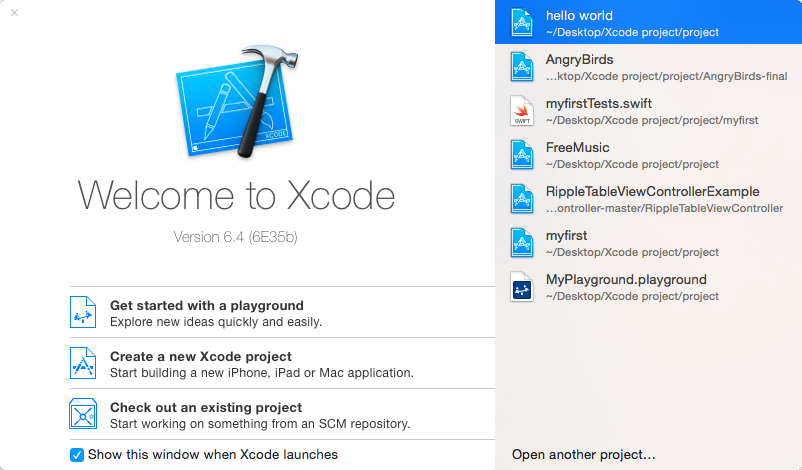 XCODE
Welcome to Xcode
Version 6.4 (6E35b)
Get started with a playground
Explore new ideas quickly and easily.
Create a new Xcode project
Start building a new iPhone, iPad or Mac application.
Check out an existing project
Start working on something from an SCM repository.
Show this window when Xcode launches
hello world
~/Desktop/Xcode project/project
AngryBirds
...ktop/Xcode project/project/AngryBirds-final
SWIFT
myfirstTests.swift
~/Desktop/Xcode project/project/myfirst
FreeMusic
~/Desktop/Xcode project/project
RippleTableViewControllerExample
...ontroller-master/RippleTableViewController
myfirst
~/Desktop/Xcode project/project
MyPlayground.playground
~/Desktop/Xcode project/project
Open another project...